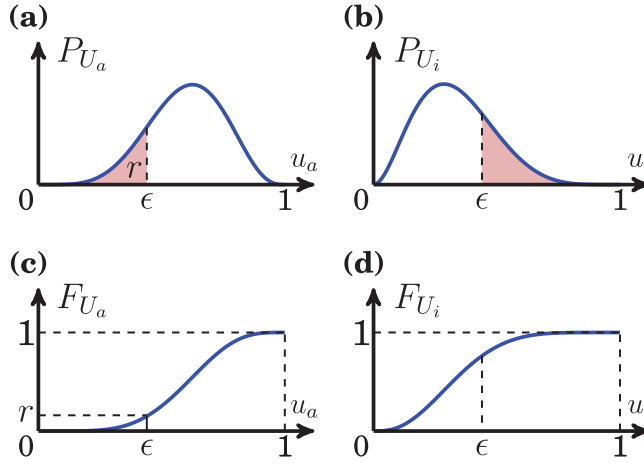 (a) (b)
P_{U_a} P_{U_i}
r u_a u
0 ϵ 1 0 ϵ 1
(c) (d)
F_{U_a} F_{U_i}
1 1
r u_a u
0 ϵ 1 0 ϵ 1